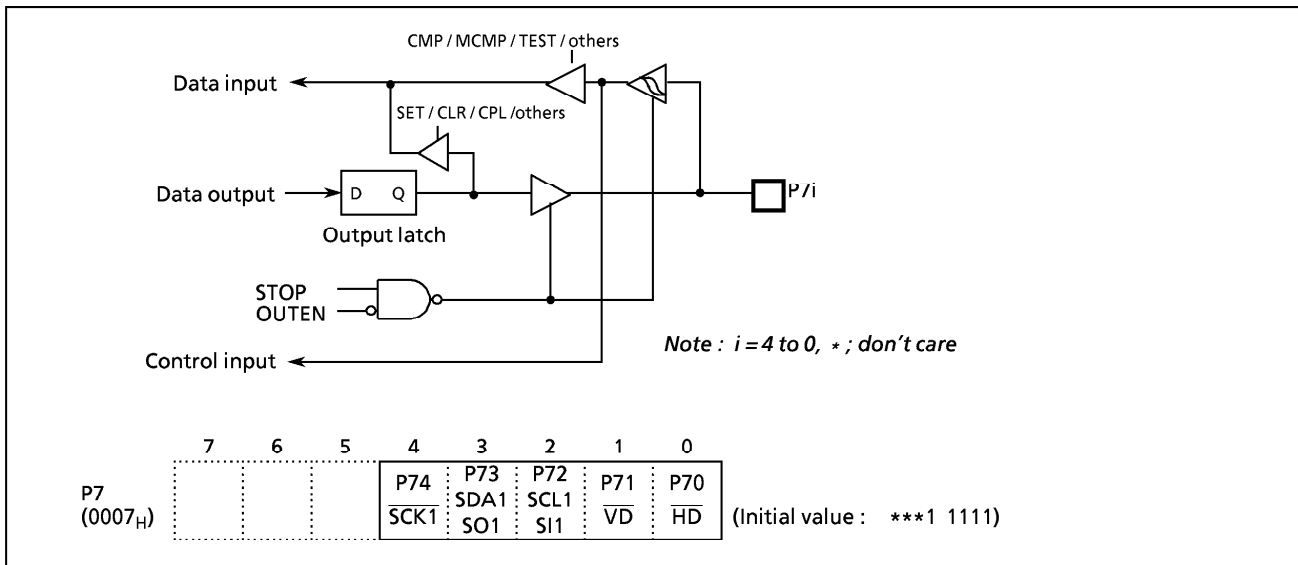 CMP / MCMP / TEST / others
Data input
SET / CLR / CPL /others
Data output
D Q
P7i
Output latch
STOP
OUTEN
Note : i = 4 to 0, * ; don't care
Control input
7 6 5 4 3 2 1 0
P7
(0007H)
P74 P73 P72 P71 P70
SCK1 SDA1 SCL1 VD HD
SO1 SI1
(Initial value : ***1 1111)